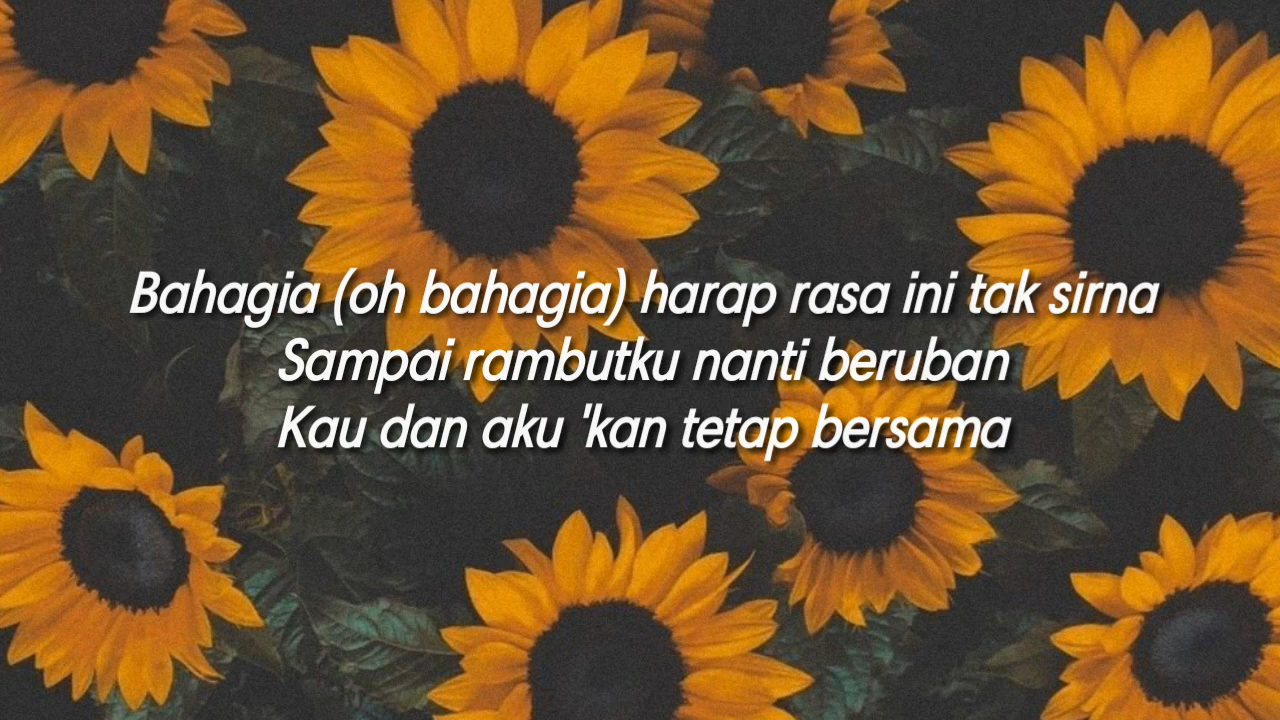 Bahagia (oh bahagia) harap rasa ini tak sirna
Sampai rambutku nanti beruban
Kau dan aku 'kan tetap bersama